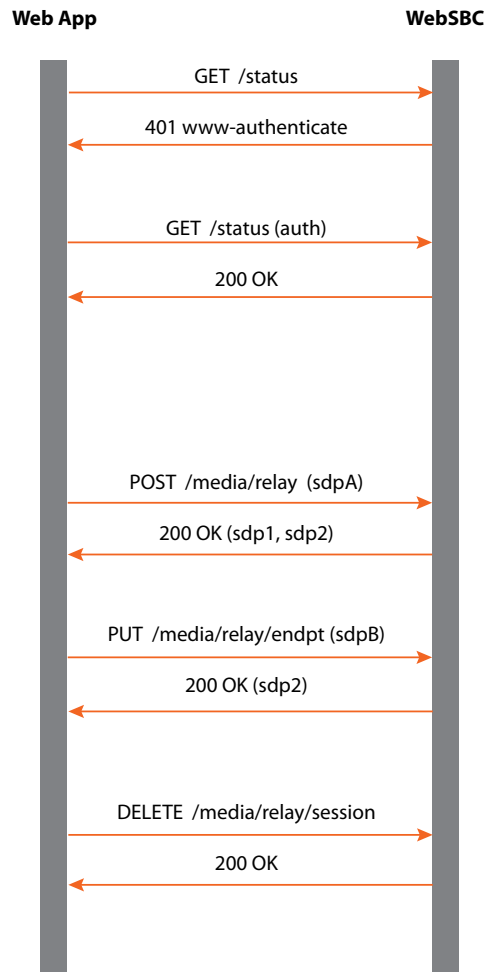 Web App
WebSBC
GET /status
401 www-authenticate
GET /status (auth)
200 OK
POST /media/relay (sdpA)
200 OK (sdp1, sdp2)
PUT /media/relay/endpt (sdpB)
200 OK (sdp2)
DELETE /media/relay/session
200 OK